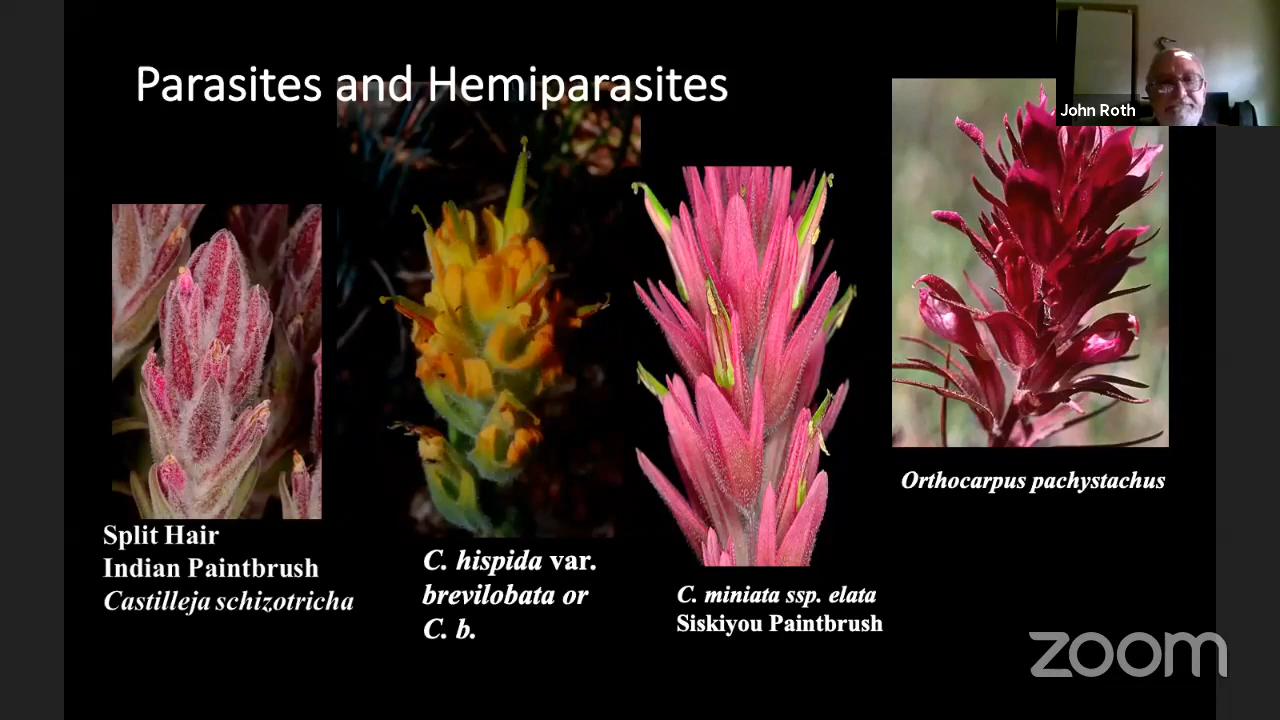 Parasites and Hemiparasites
John Roth
Split Hair
Indian Paintbrush
Castilleja schizotricha
C. hispida var.
brevilobata or
C. b.
C. miniata ssp. elata
Siskiyou Paintbrush
Orthocarpus pachystachus
zoom